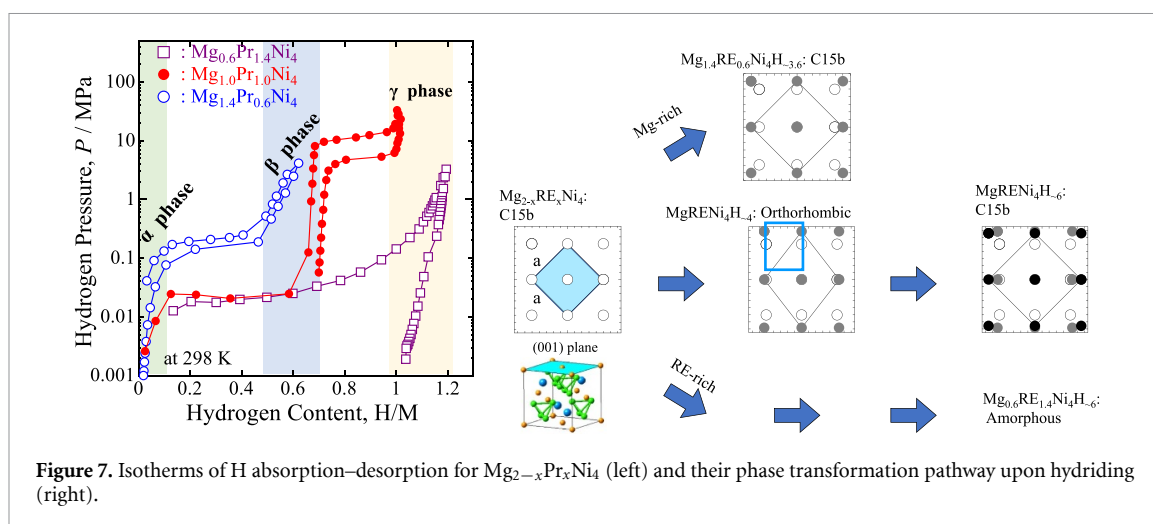 □ : Mg0.6Pr1.4Ni4
● : Mg1.0Pr1.0Ni4
○ : Mg1.4Pr0.6Ni4
α phase
β phase
γ phase
100
10
1
0.1
0.01
0.001
Hydrogen Pressure, P / MPa
at 298 K
0.0 0.2 0.4 0.6 0.8 1.0 1.2
Hydrogen Content, H/M
Mg1.4RE0.6Ni4H~3.6: C15b
Mg-rich
Mg2-xRExNi4:
C15b
a
a
(001) plane
MgRENi4H~4: Orthorhombic
MgRENi4H~6:
C15b
RE-rich
Mg0.6RE1.4Ni4H~6:
Amorphous
Figure 7. Isotherms of H absorption–desorption for Mg2−xPrxNi4 (left) and their phase transformation pathway upon hydriding
(right).